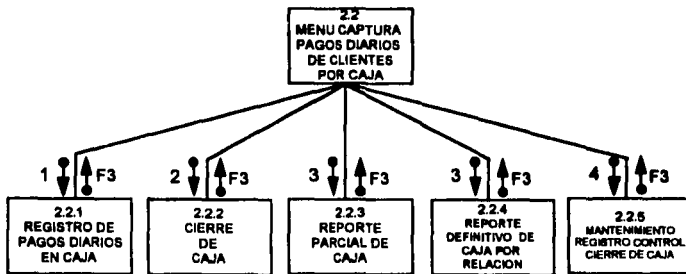 2.2
MENU CAPTURA
PAGOS DIARIOS
DE CLIENTES
POR CAJA
1 F3 2 F3 3 F3 3 F3 4 F3
2.2.1
REGISTRO DE
PAGOS DIARIOS
EN CAJA
2.2.2
CIERRE
DE
CAJA
2.2.3
REPORTE
PARCIAL DE
CAJA
2.2.4
REPORTE
DEFINITIVO DE
CAJA POR
RELACION
2.2.5
MANTENIMIENTO
REGISTRO CONTROL
CIERRE DE CAJA